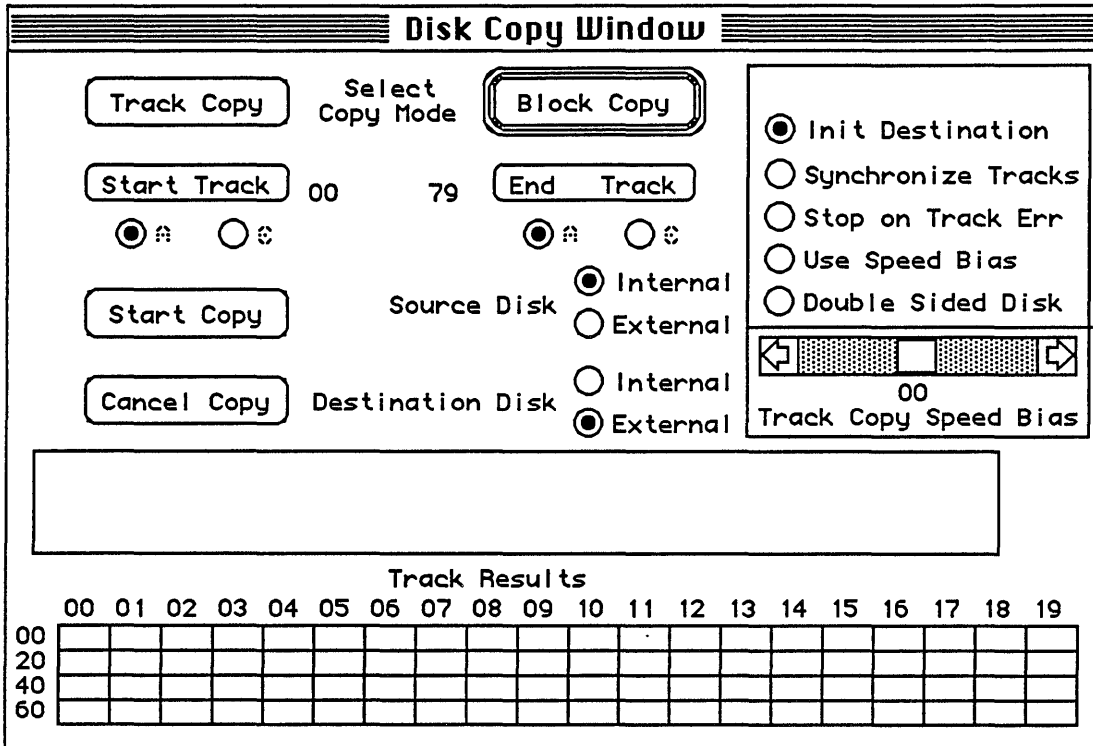 Disk Copy Window
Track Copy
Select
Copy Mode
Block Copy
Start Track
00
79
End Track
A
C
A
C
Start Copy
Source Disk
Internal
External
Cancel Copy
Destination Disk
Internal
External
Init Destination
Synchronize Tracks
Stop on Track Err
Use Speed Bias
Double Sided Disk
00
Track Copy Speed Bias
Track Results
00 01 02 03 04 05 06 07 08 09 10 11 12 13 14 15 16 17 18 19
00
20
40
60